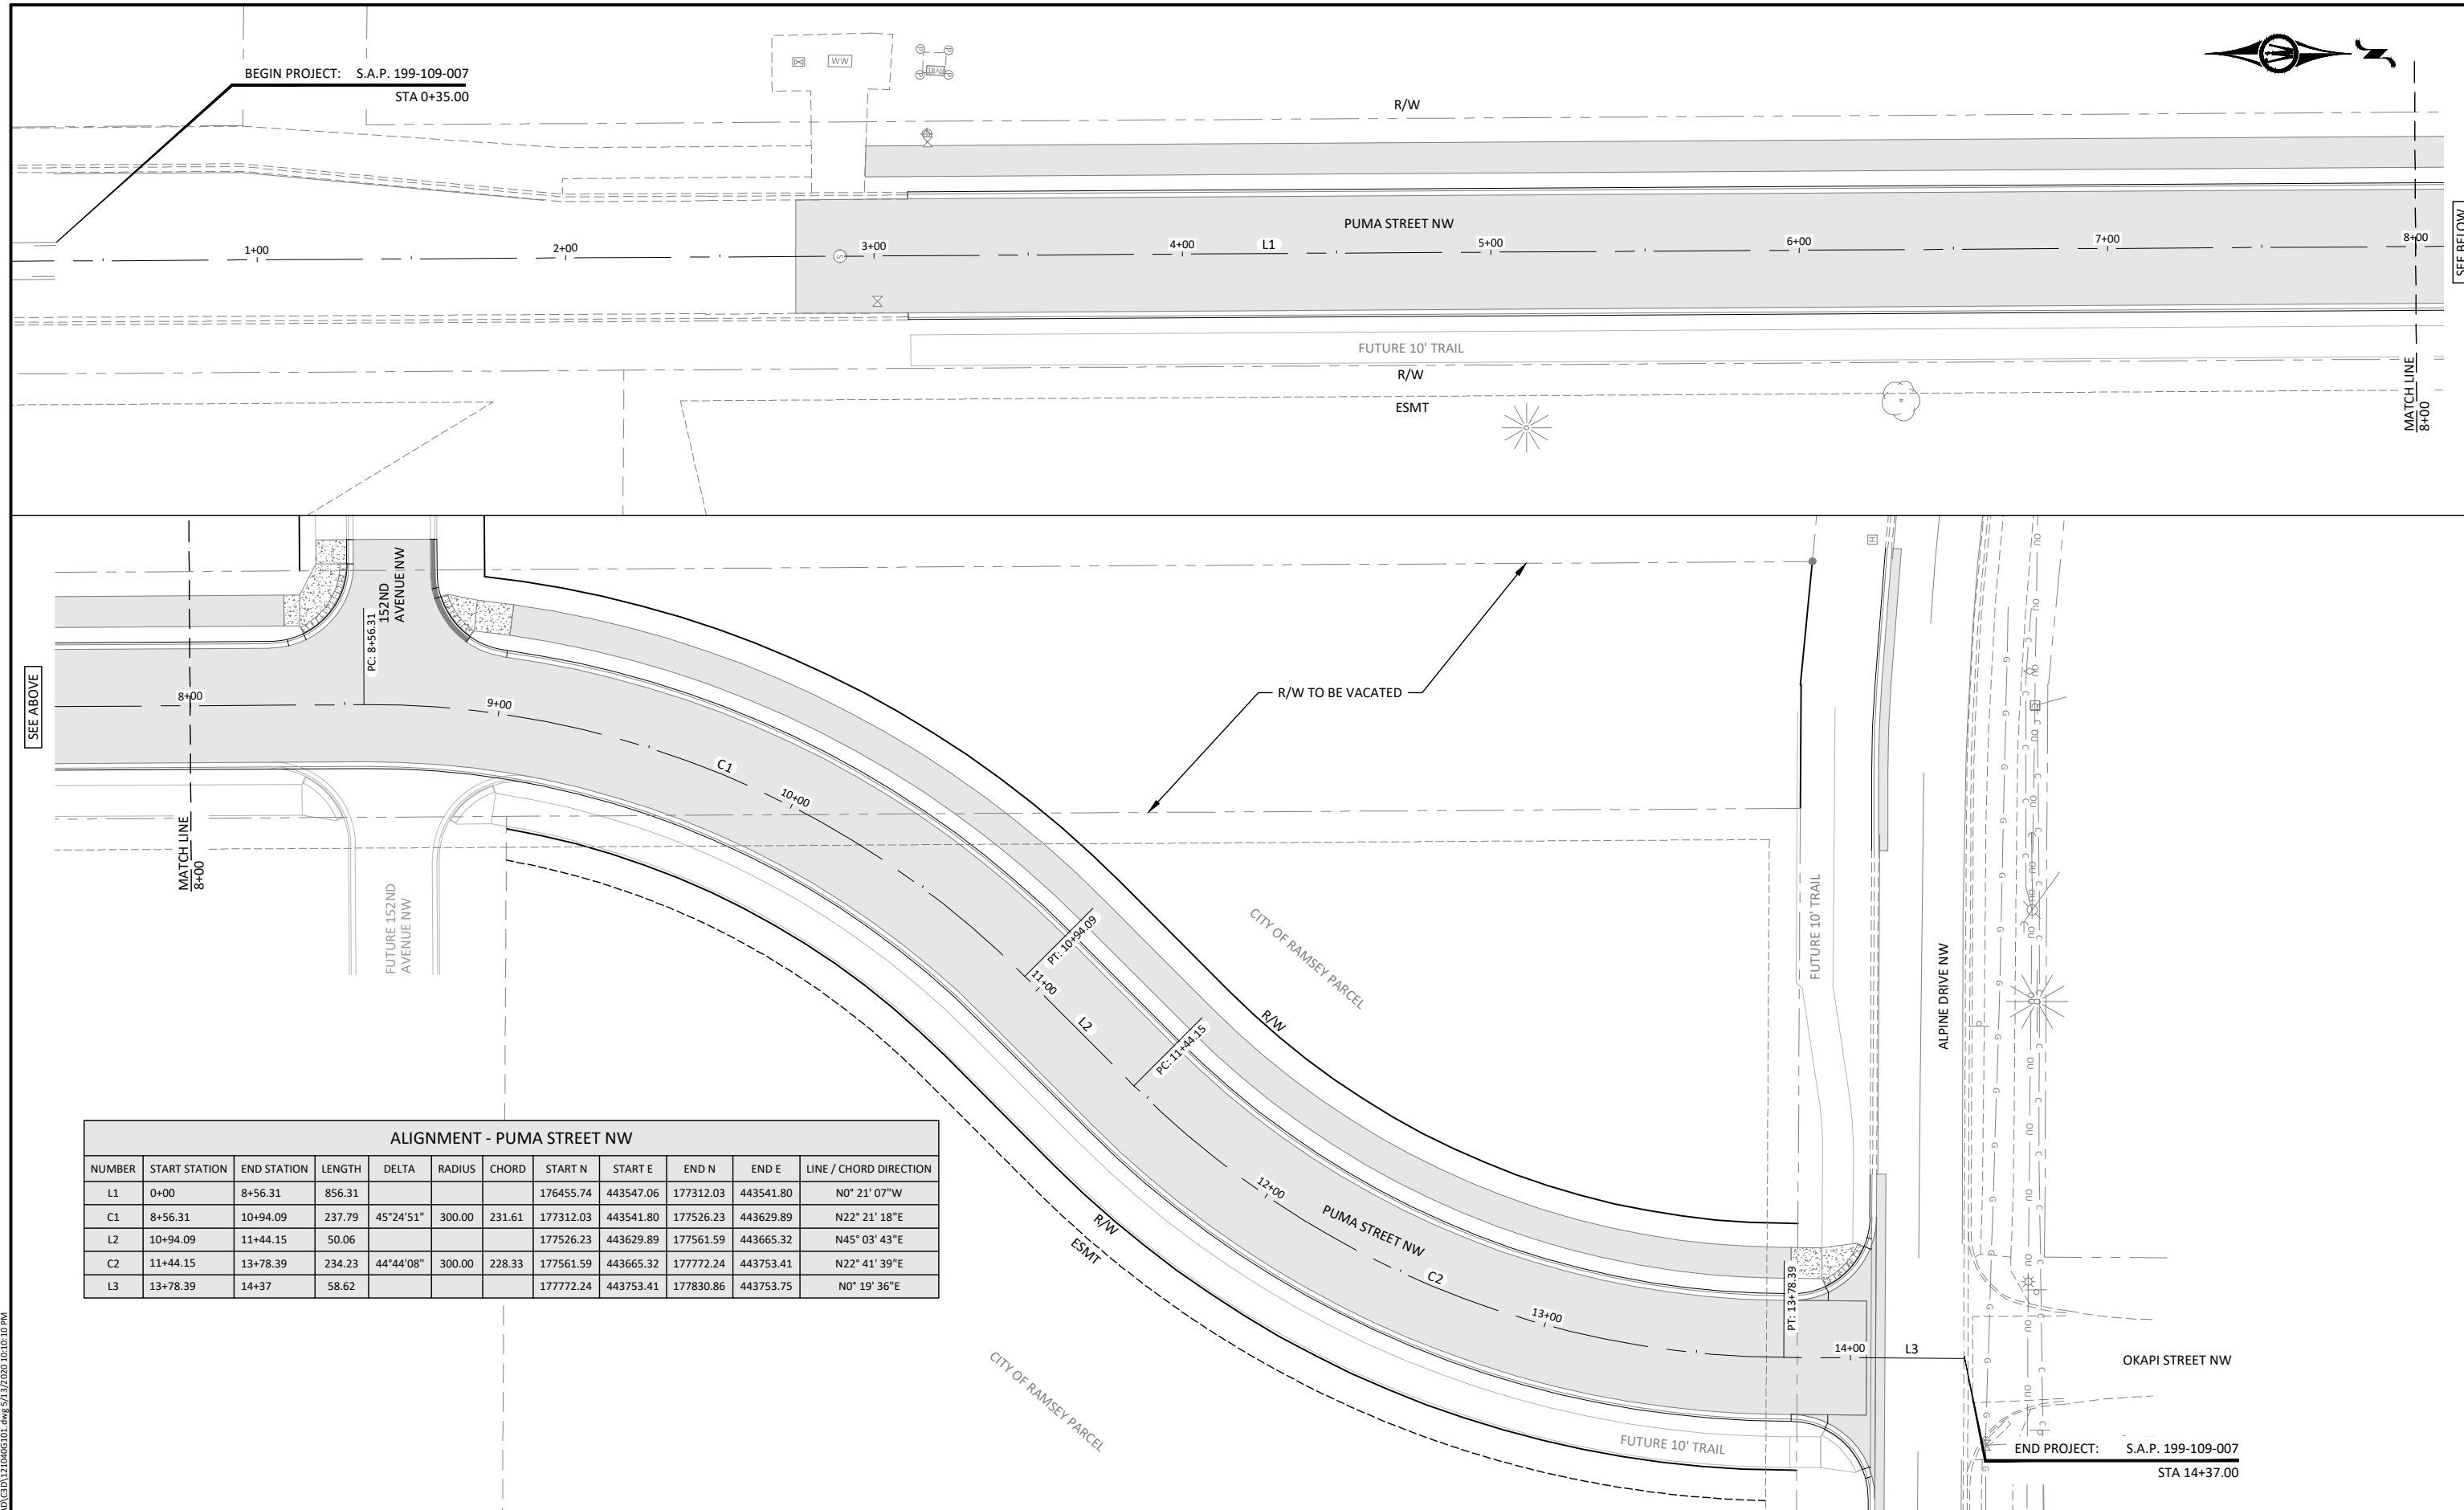 BEGIN PROJECT: S.A.P. 199-109-007
STA 0+35.00
WW
TRAIL
P
P
P
P
R/W
PUMA STREET NW
1+00
2+00
3+00
4+00
L1
5+00
6+00
7+00
8+00
S
FUTURE 10' TRAIL
R/W
ESMT
MATCH LINE
8+00
SEE BELOW
SEE ABOVE
MATCH LINE
8+00
8+00
PC: 8+56.31
152ND
AVENUE NW
9+00
C1
10+00
R/W TO BE VACATED
FUTURE 152ND
AVENUE NW
PT: 10+94.09
11+00
L2
PC: 11+44.15
CITY OF RAMSEY PARCEL
R/W
FUTURE 10' TRAIL
ALPINE DRIVE NW
H
R/W
ESMT
12+00
PUMA STREET NW
C2
13+00
PT: 13+78.39
14+00
L3
OKAPI STREET NW
CITY OF RAMSEY PARCEL
FUTURE 10' TRAIL
END PROJECT: S.A.P. 199-109-007
STA 14+37.00
ALIGNMENT - PUMA STREET NW
NUMBER START STATION END STATION LENGTH DELTA RADIUS CHORD START N START E END N END E LINE / CHORD DIRECTION
L1 0+00 8+56.31 856.31 176455.74 443547.06 177312.03 443541.80 N0° 21' 07"W
C1 8+56.31 10+94.09 237.79 45°24'51" 300.00 231.61 177312.03 443541.80 177526.23 443629.89 N22° 21' 18"E
L2 10+94.09 11+44.15 50.06 177526.23 443629.89 177561.59 443665.32 N45° 03' 43"E
C2 11+44.15 13+78.39 234.23 44°44'08" 300.00 228.33 177561.59 443665.32 177772.24 443753.41 N22° 41' 39"E
L3 13+78.39 14+37 58.62 177772.24 443753.41 177830.86 443753.75 N0° 19' 36"E
\D\C3D\121040G101.dwg 5/13/2020 10:10:10 PM